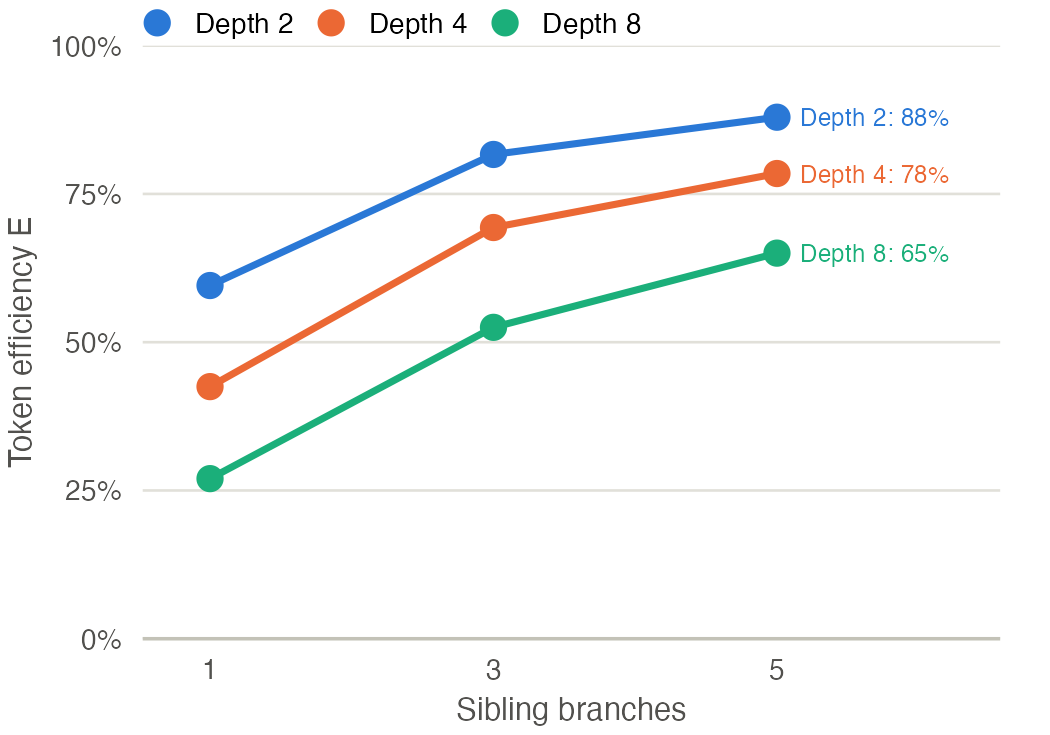 Depth 2 Depth 4 Depth 8
100%
75%
50%
25%
0%
Token efficiency E
Depth 2: 88%
Depth 4: 78%
Depth 8: 65%
1 3 5
Sibling branches